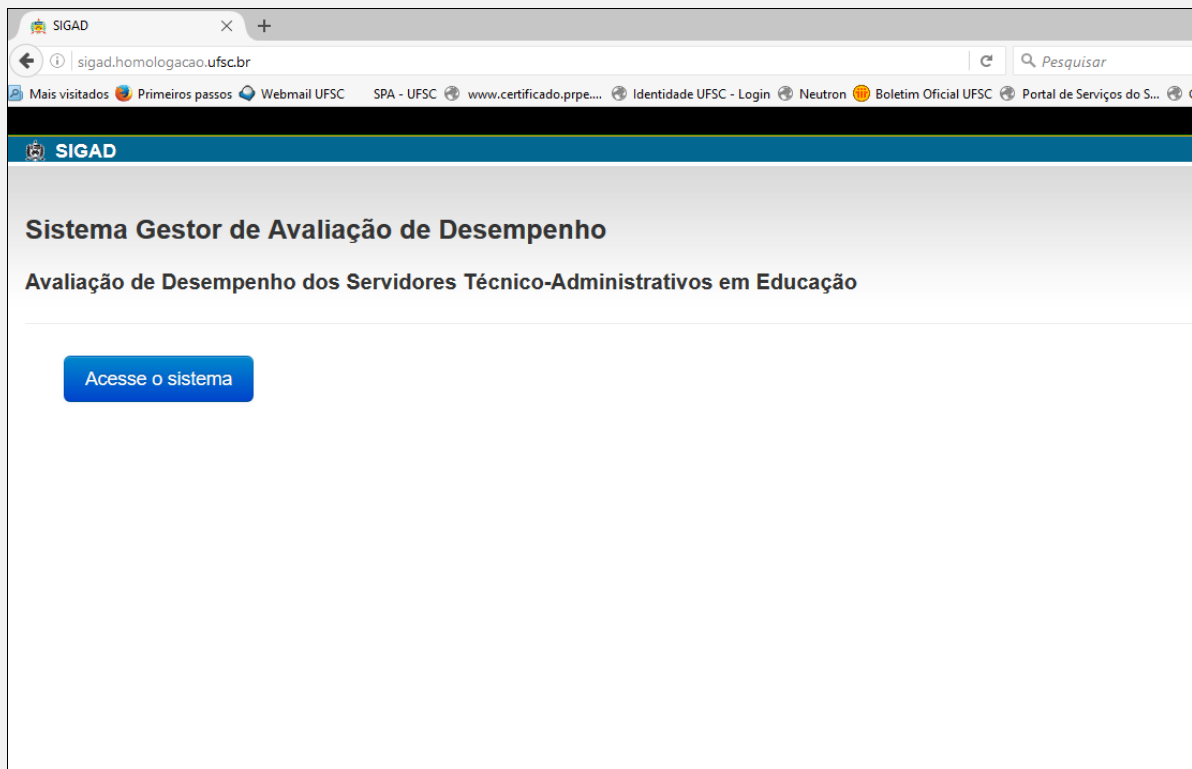 SIGAD
sigad.homologacao.ufsc.br
Pesquisar
Mais visitados Primeiros passos Webmail UFSC SPA - UFSC www.certificado.prpe.... Identidade UFSC - Login Neutron Boletim Oficial UFSC Portal de Serviços do S...
SIGAD
Sistema Gestor de Avaliação de Desempenho
Avaliação de Desempenho dos Servidores Técnico-Administrativos em Educação
Acesse o sistema